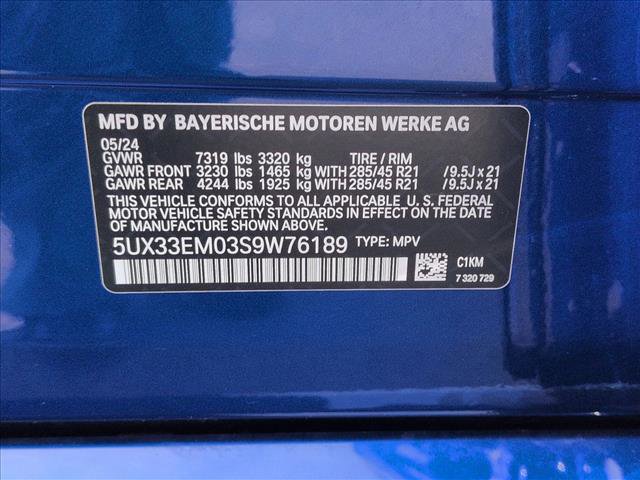 MFD BY BAYERISCHE MOTOREN WERKE AG
05/24
GVWR 7319 lbs 3320 kg TIRE / RIM
GAWR FRONT 3230 lbs 1465 kg WITH 285/45 R21 / 9.5J x 21
GAWR REAR 4244 lbs 1925 kg WITH 285/45 R21 / 9.5J x 21
THIS VEHICLE CONFORMS TO ALL APPLICABLE U. S. FEDERAL
MOTOR VEHICLE SAFETY STANDARDS IN EFFECT ON THE DATE
OF MANUFACTURE SHOWN ABOVE.
5UX33EM03S9W76189 TYPE: MPV
C1KM
7 320 729